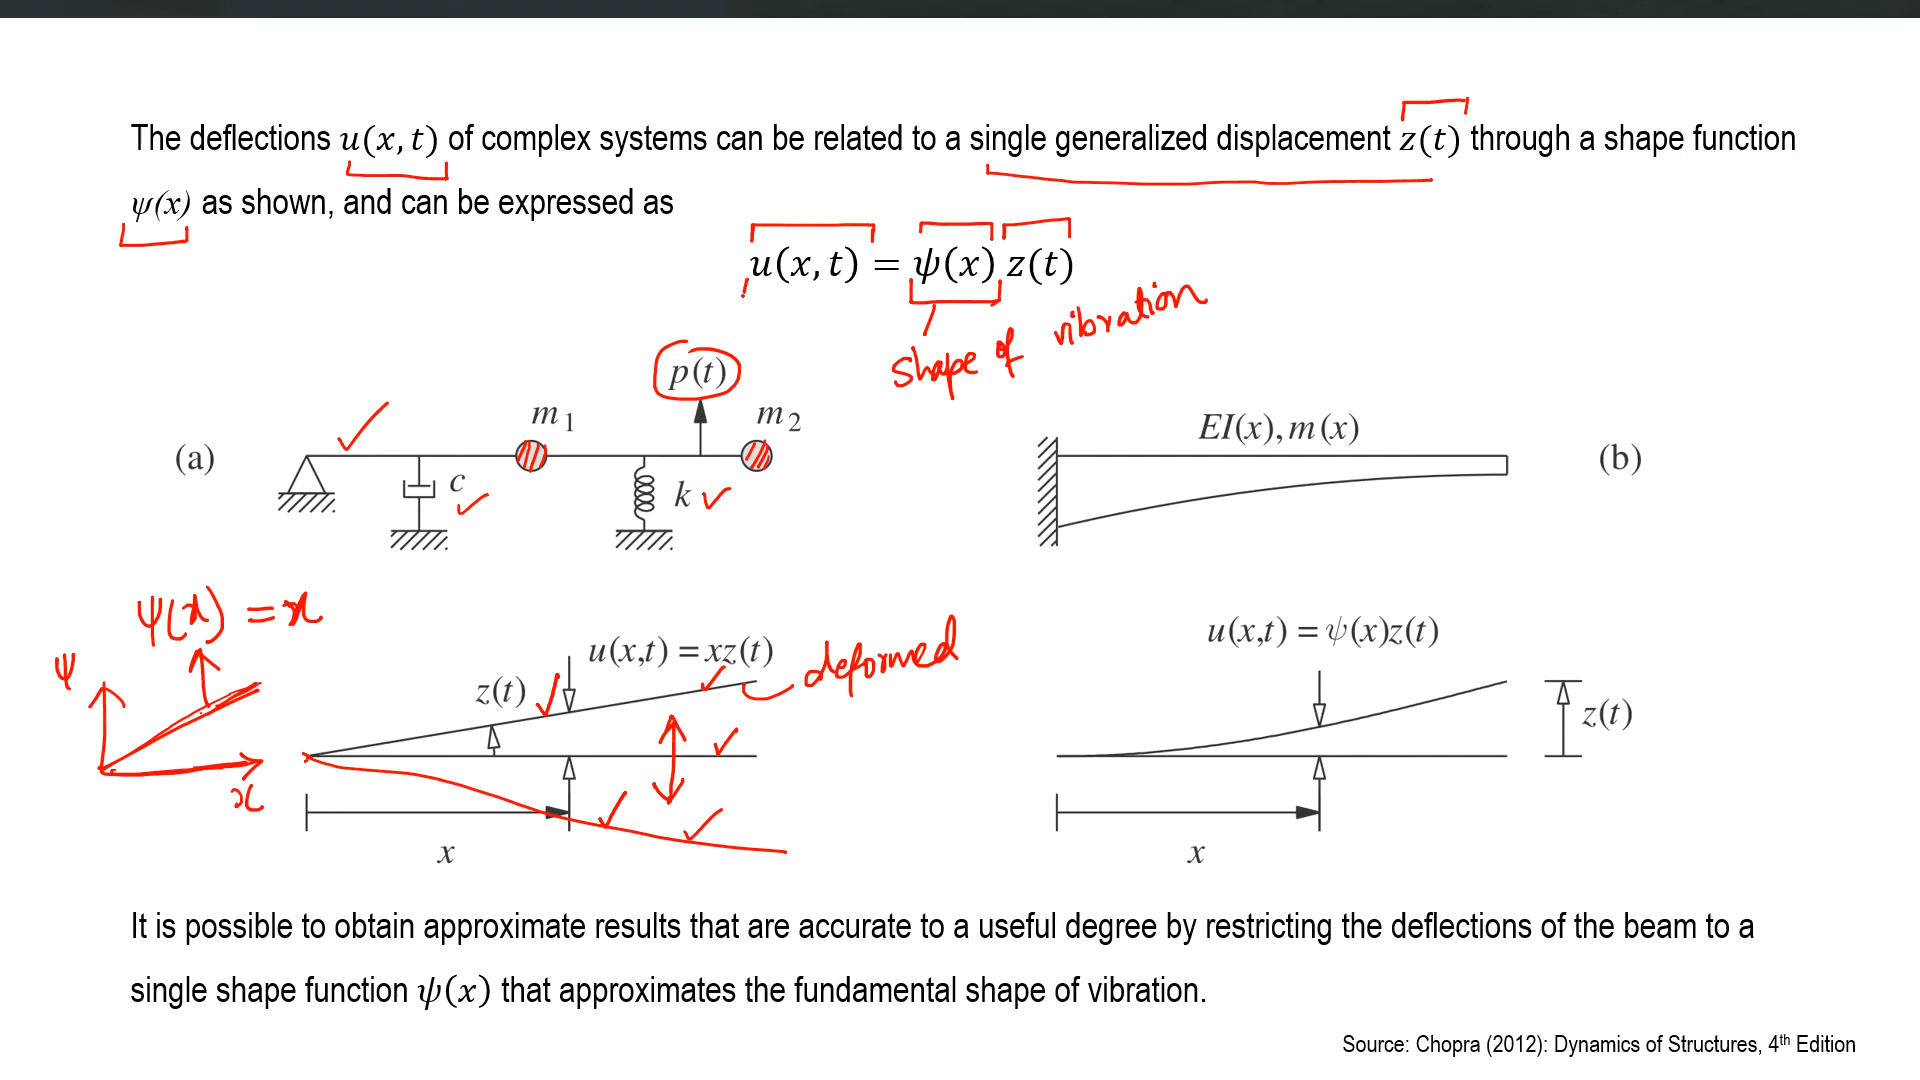 The deflections u(x, t) of complex systems can be related to a single generalized displacement z(t) through a shape function
ψ(x) as shown, and can be expressed as
u(x, t) = ψ(x) z(t)
shape of vibration
p(t)
m1
m2
(a)
c
k
EI(x), m(x)
(b)
ψ(x) = x
ψ
x
u(x,t) = xz(t)
deformed
z(t)
x
u(x,t) = ψ(x)z(t)
z(t)
x
It is possible to obtain approximate results that are accurate to a useful degree by restricting the deflections of the beam to a
single shape function ψ(x) that approximates the fundamental shape of vibration.
Source: Chopra (2012): Dynamics of Structures, 4th Edition